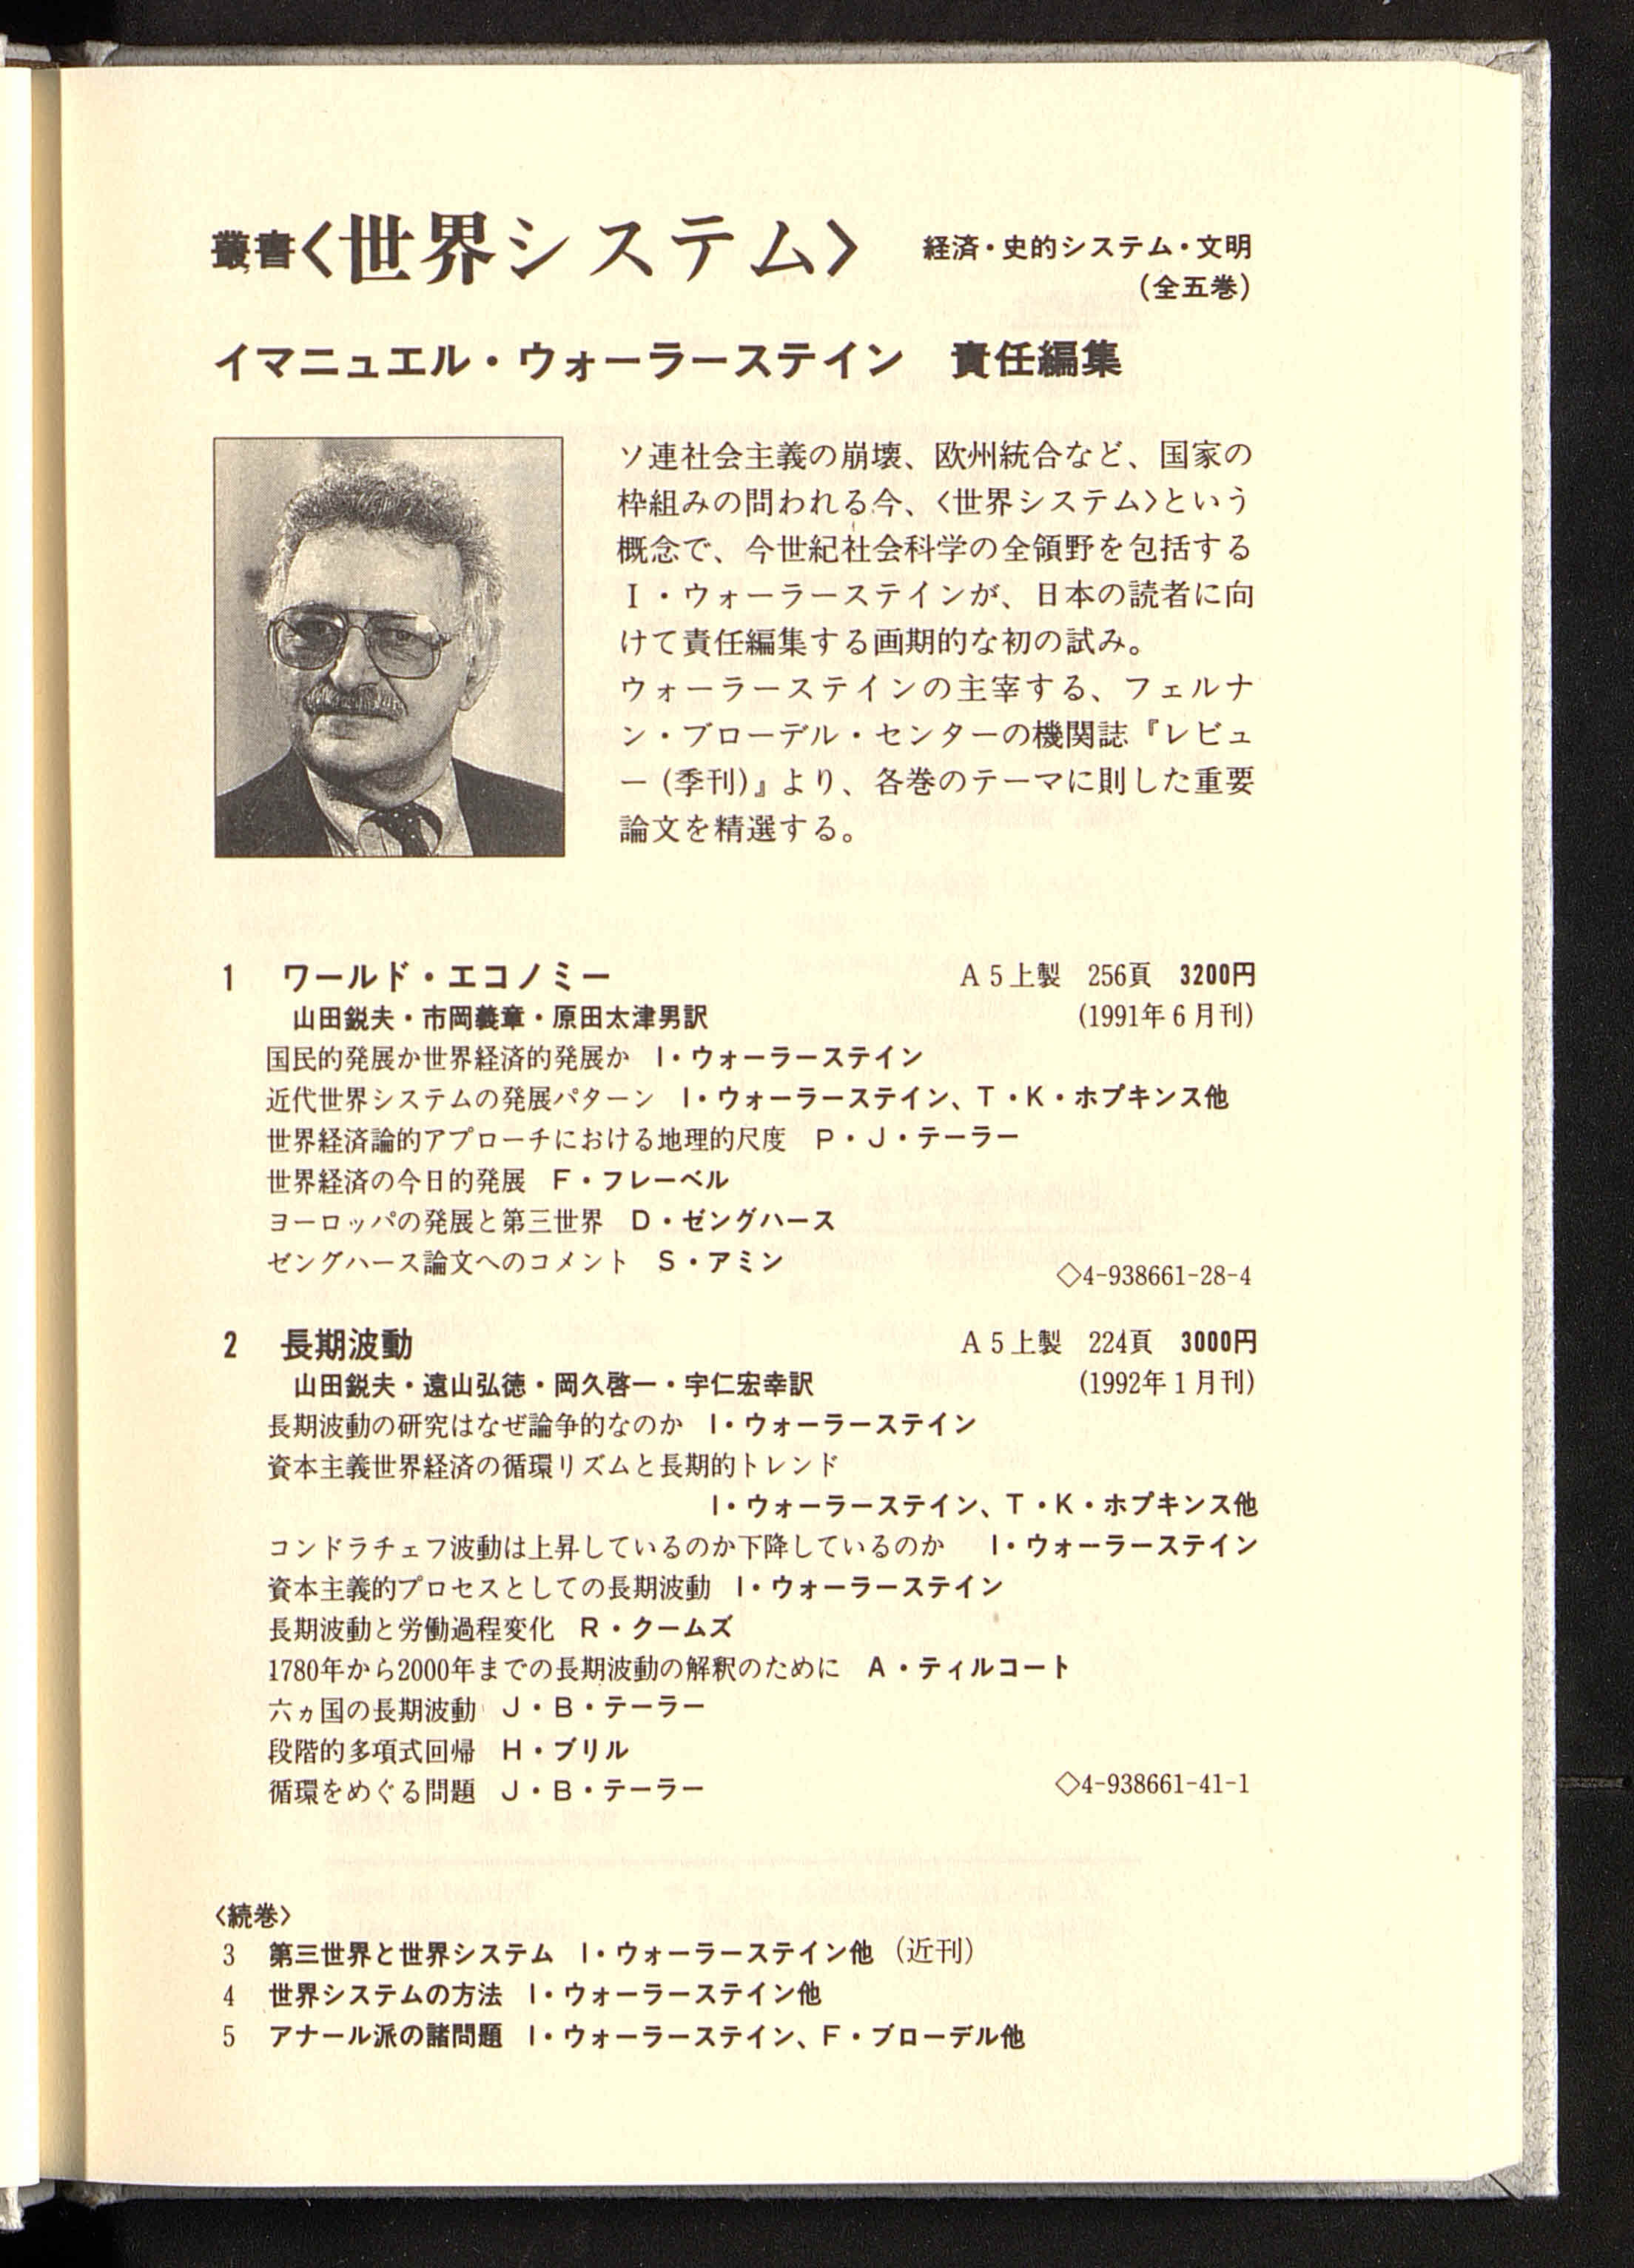 叢書〈世界システム〉 経済・史的システム・文明
(全五巻)
イマニュエル・ウォーラーステイン 責任編集
ソ連社会主義の崩壊、欧州統合など、国家の
枠組みの問われる今、〈世界システム〉という
概念で、今世紀社会科学の全領野を包括する
I・ウォーラーステインが、日本の読者に向
けて責任編集する画期的な初の試み。
ウォーラーステインの主宰する、フェルナ
ン・ブローデル・センターの機関誌『レビュ
ー(季刊)』より、各巻のテーマに則した重要
論文を精選する。
1 ワールド・エコノミー A5上製 256頁 3200円
山田鋭夫・市岡義章・原田太津男訳 (1991年6月刊)
国民的発展か世界経済的発展か I・ウォーラーステイン
近代世界システムの発展パターン I・ウォーラーステイン、T・K・ホプキンス他
世界経済論的アプローチにおける地理的尺度 P・J・テーラー
世界経済の今日的発展 F・フレーベル
ヨーロッパの発展と第三世界 D・ゼングハース
ゼングハース論文へのコメント S・アミン ◇4-938661-28-4
2 長期波動 A5上製 224頁 3000円
山田鋭夫・遠山弘徳・岡久啓一・宇仁宏幸訳 (1992年1月刊)
長期波動の研究はなぜ論争的なのか I・ウォーラーステイン
資本主義世界経済の循環リズムと長期的トレンド
I・ウォーラーステイン、T・K・ホプキンス他
コンドラチェフ波動は上昇しているのか下降しているのか I・ウォーラーステイン
資本主義的プロセスとしての長期波動 I・ウォーラーステイン
長期波動と労働過程変化 R・クームズ
1780年から2000年までの長期波動の解釈のために A・ティルコート
六ヵ国の長期波動 J・B・テーラー
段階的多項式回帰 H・ブリル
循環をめぐる問題 J・B・テーラー ◇4-938661-41-1
〈続巻〉
3 第三世界と世界システム I・ウォーラーステイン他 (近刊)
4 世界システムの方法 I・ウォーラーステイン他
5 アナール派の諸問題 I・ウォーラーステイン、F・ブローデル他